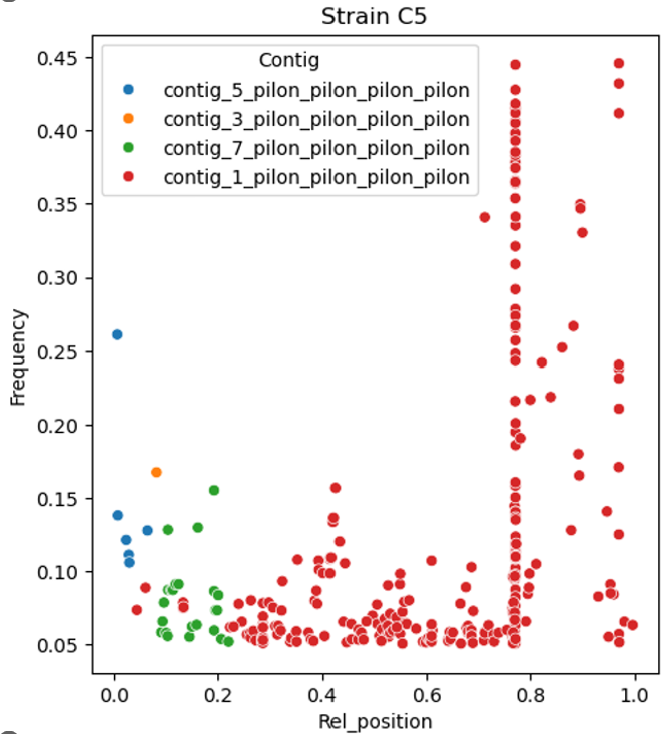 Strain C5
Contig
contig_5_pilon_pilon_pilon_pilon
contig_3_pilon_pilon_pilon_pilon
contig_7_pilon_pilon_pilon_pilon
contig_1_pilon_pilon_pilon_pilon
0.45
0.40
0.35
0.30
0.25
0.20
0.15
0.10
0.05
Frequency
0.0 0.2 0.4 0.6 0.8 1.0
Rel_position